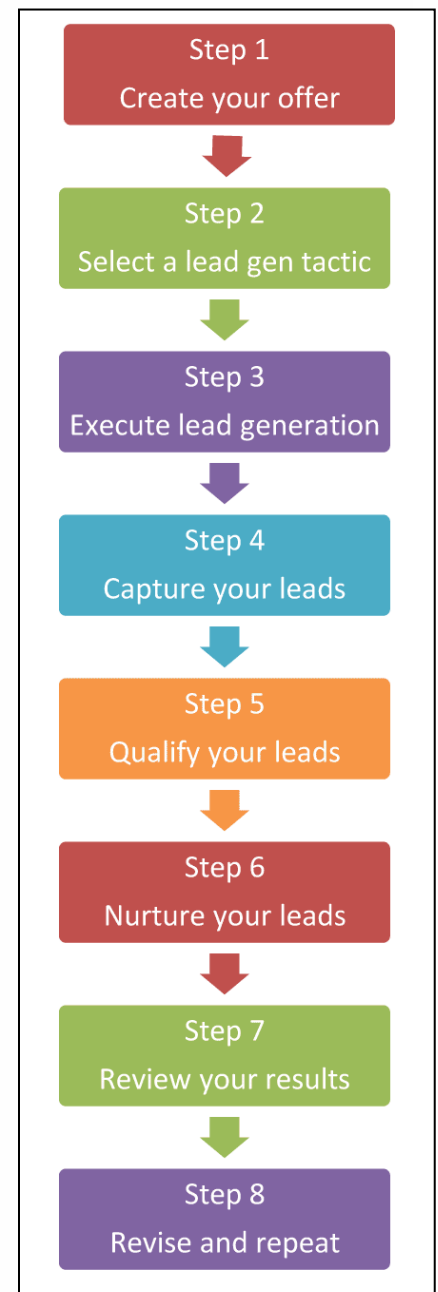 Step 1
Create your offer
Step 2
Select a lead gen tactic
Step 3
Execute lead generation
Step 4
Capture your leads
Step 5
Qualify your leads
Step 6
Nurture your leads
Step 7
Review your results
Step 8
Revise and repeat